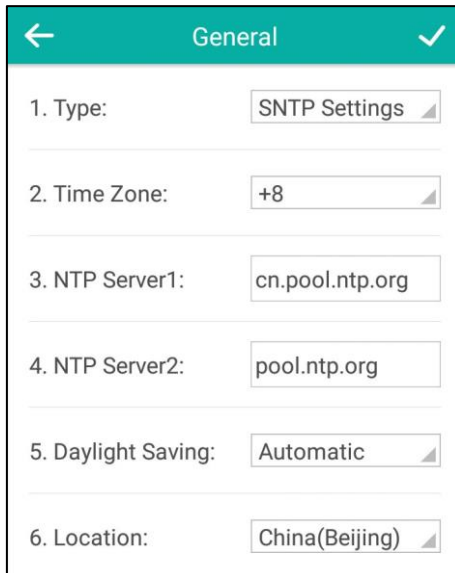 General
1. Type: SNTP Settings
2. Time Zone: +8
3. NTP Server1: cn.pool.ntp.org
4. NTP Server2: pool.ntp.org
5. Daylight Saving: Automatic
6. Location: China(Beijing)